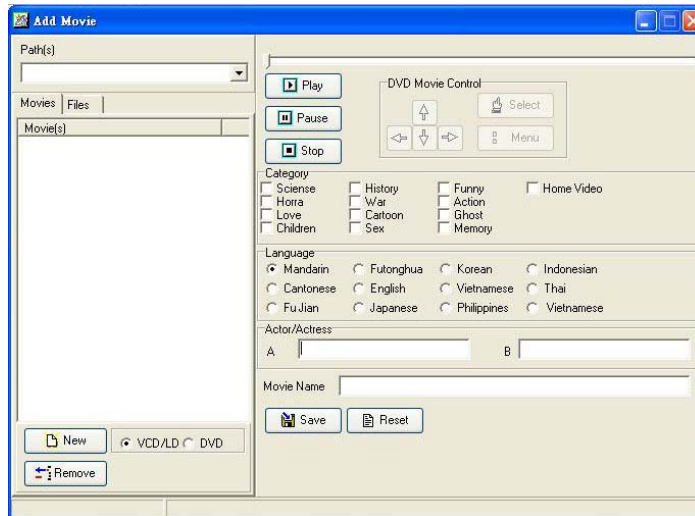 Add Movie
Path(s)
Movies Files
Movie(s)
New
VCD/LD DVD
Remove
Play
Pause
Stop
DVD Movie Control
Select
Menu
Category
Sciense History Funny Home Video
Horra War Action
Love Cartoon Ghost
Children Sex Memory
Language
Mandarin Futonghua Korean Indonesian
Cantonese English Vietnamese Thai
FuJian Japanese Philippines Vietnamese
Actor/Actress
A B
Movie Name
Save Reset